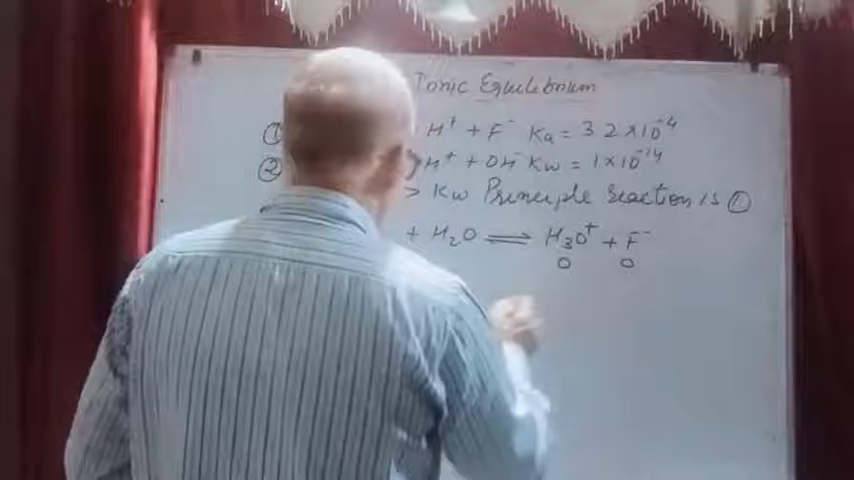 Ionic Equilibrium
① H⁺ + F⁻ Ka = 3.2 × 10⁻⁴
② H⁺ + OH⁻ Kw = 1 × 10⁻¹⁴
> Kw Principle reaction is ①
+ H₂O ⇌ H₃O⁺ + F⁻
0 0